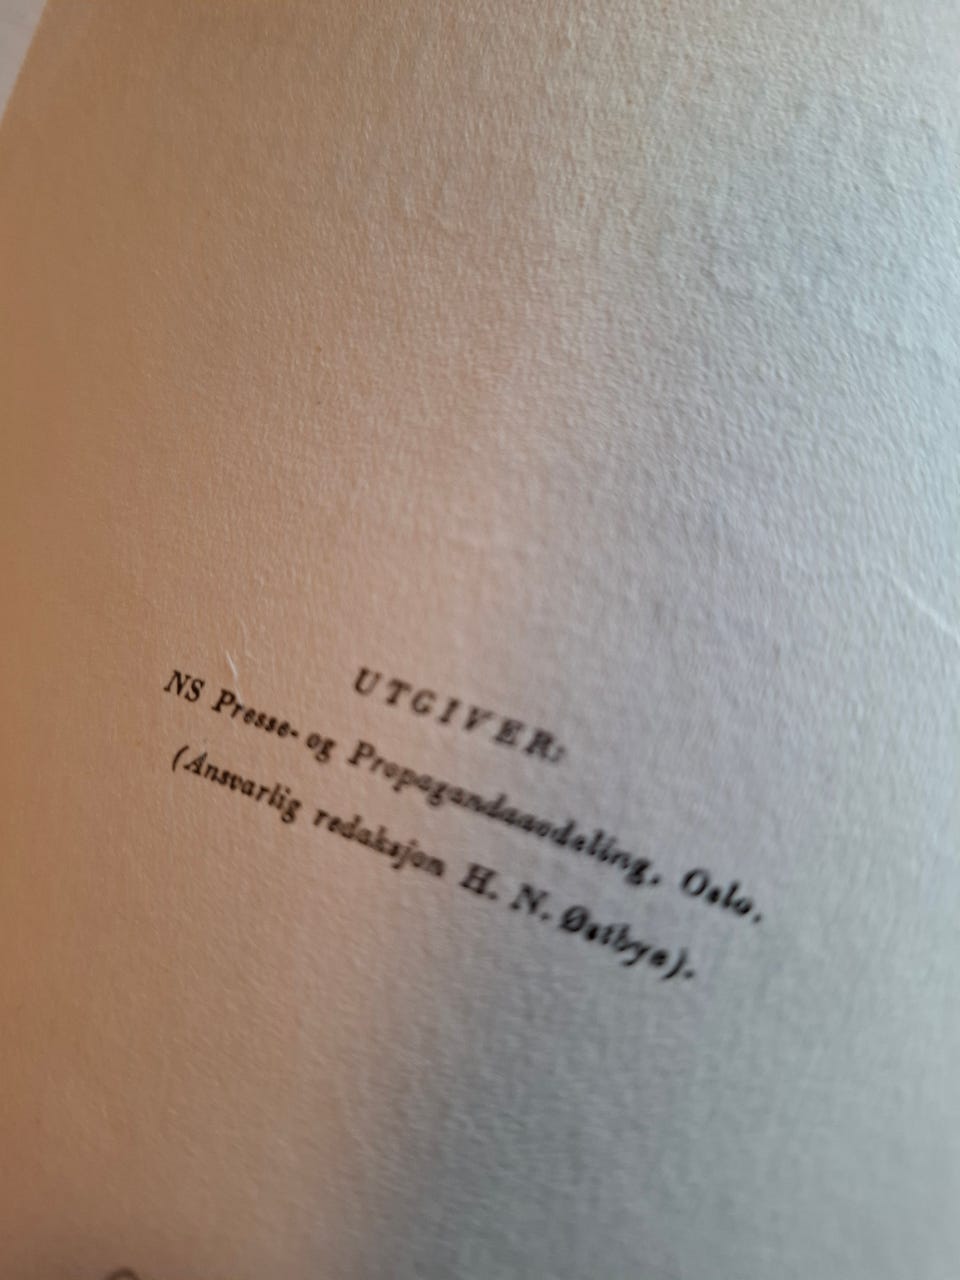 UTGIVER:
NS Presse- og Propagandaavdeling, Oslo.
(Ansvarlig redaksjon H. N. Østbye).